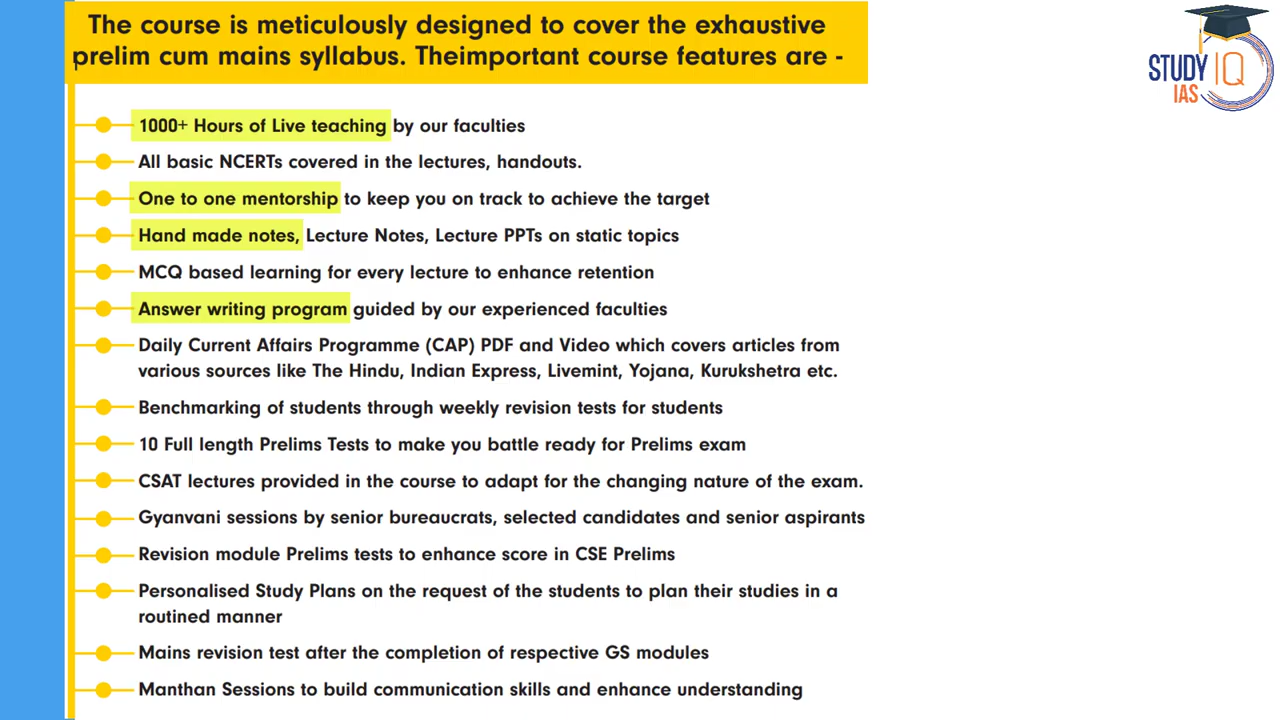 The course is meticulously designed to cover the exhaustive
prelim cum mains syllabus. Theimportant course features are -
STUDY IQ
IAS
1000+ Hours of Live teaching by our faculties
All basic NCERTs covered in the lectures, handouts.
One to one mentorship to keep you on track to achieve the target
Hand made notes, Lecture Notes, Lecture PPTs on static topics
MCQ based learning for every lecture to enhance retention
Answer writing program guided by our experienced faculties
Daily Current Affairs Programme (CAP) PDF and Video which covers articles from
various sources like The Hindu, Indian Express, Livemint, Yojana, Kurukshetra etc.
Benchmarking of students through weekly revision tests for students
10 Full length Prelims Tests to make you battle ready for Prelims exam
CSAT lectures provided in the course to adapt for the changing nature of the exam.
Gyanvani sessions by senior bureaucrats, selected candidates and senior aspirants
Revision module Prelims tests to enhance score in CSE Prelims
Personalised Study Plans on the request of the students to plan their studies in a
routined manner
Mains revision test after the completion of respective GS modules
Manthan Sessions to build communication skills and enhance understanding